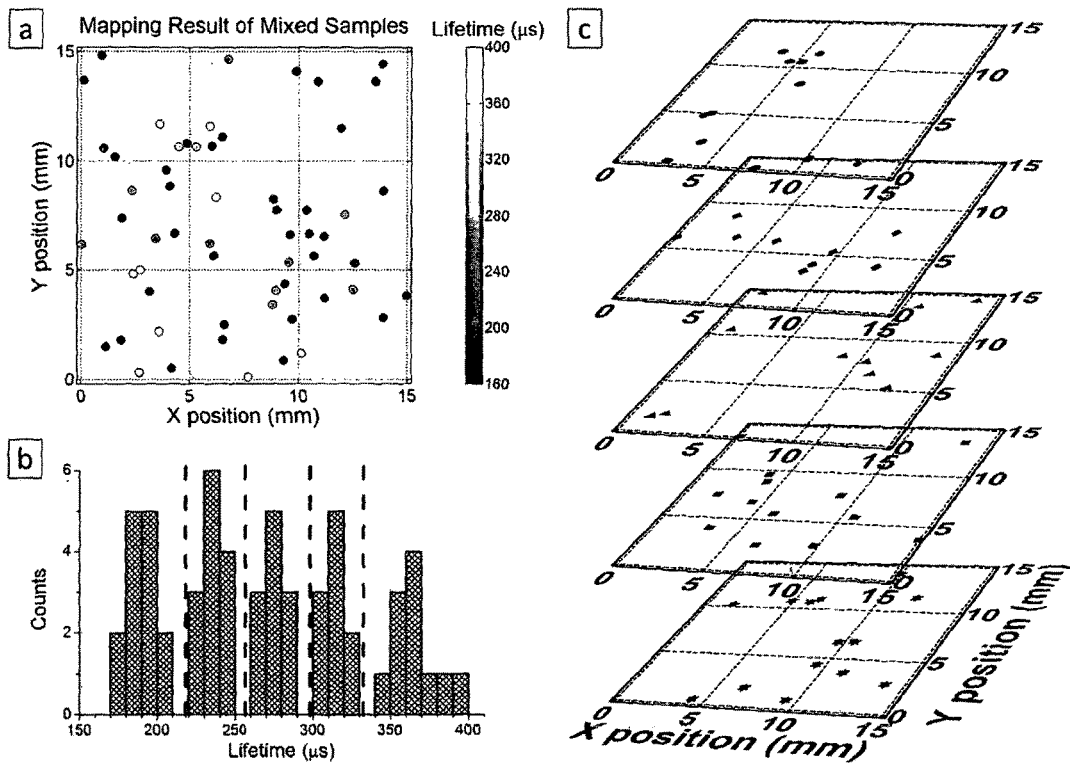 a
Mapping Result of Mixed Samples
Lifetime (µs)
15
10
5
0
Y position (mm)
0 5 10 15
X position (mm)
400
360
320
280
240
200
160
b
6
4
2
0
Counts
150 200 250 300 350 400
Lifetime (µs)
c
15
10
5
0
0 5 10 15
15
10
5
0
0 5 10 15
15
10
5
0
0 5 10 15
15
10
5
0
0 5 10 15
15
10
5
0
0 5 10 15
X position (mm)
Y position (mm)